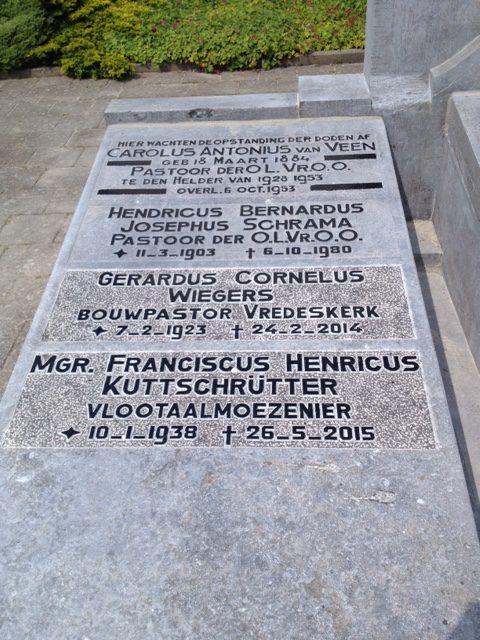 HIER WACHTEN DE OPSTANDING DER DODEN AF
CAROLUS ANTONIUS VAN VEEN
GEB 18 MAART 1884
PASTOOR DER O L. VR. O. O.
TE DEN HELDER VAN 1928 1953
OVERL. 6 OCT. 1953
HENDRICUS BERNARDUS
JOSEPHUS SCHRAMA
PASTOOR DER O.L.VR.O.O.
✦ 11-3-1903 † 6-10-1980
GERARDUS CORNELUS
WIEGERS
BOUWPASTOR VREDESKERK
✦ 7-2-1923 † 24-2-2014
MGR. FRANCISCUS HENRICUS
KUTTSCHRÜTTER
VLOOTAALMOEZENIER
✦ 10-1-1938 † 26-5-2015